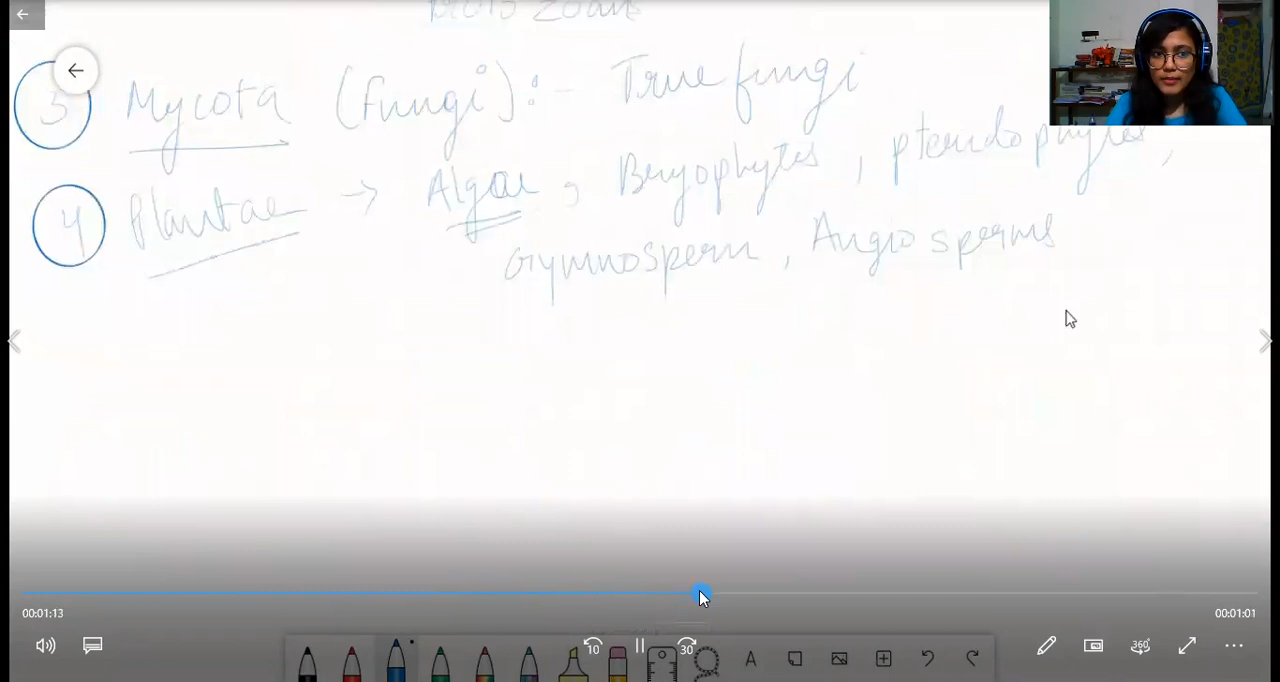 3 Mycota (fungi) :- True fungi
4 Plantae → Algae, Bryophytes, pteridophytes,
Gymnosperm, Angiosperms
00:01:13
00:01:01
10
30
360°
A